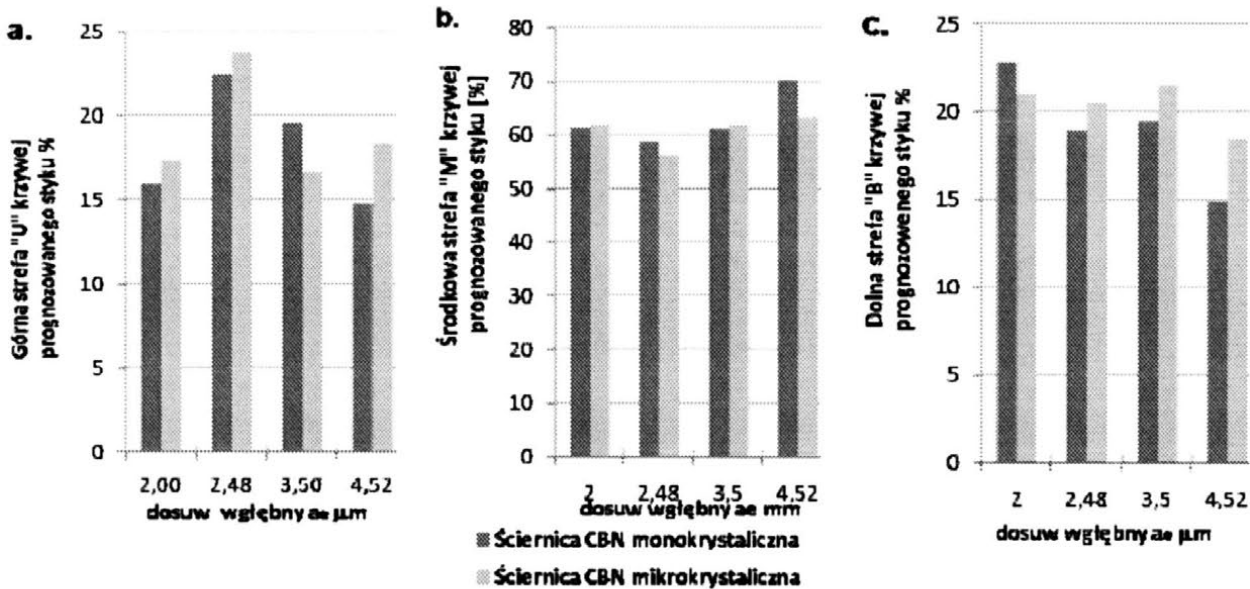 a.
Górna strefa "U" krzywej
prognozowanego styku %
25
20
15
10
5
0
2,00 2,48 3,50 4,52
dosuw wgłębny ae µm
b.
Środkowa strefa "M" krzywej
prognozowanego styku [%]
80
70
60
50
40
30
20
10
0
2 2,48 3,5 4,52
dosuw wgłębny ae mm
c.
Dolna strefa "B" krzywej
prognozowenego styku %
25
20
15
10
5
0
2 2,48 3,5 4,52
dosuw wgłębny ae µm
Ściernica CBN monokrystaliczna
Ściernica CBN mikrokrystaliczna